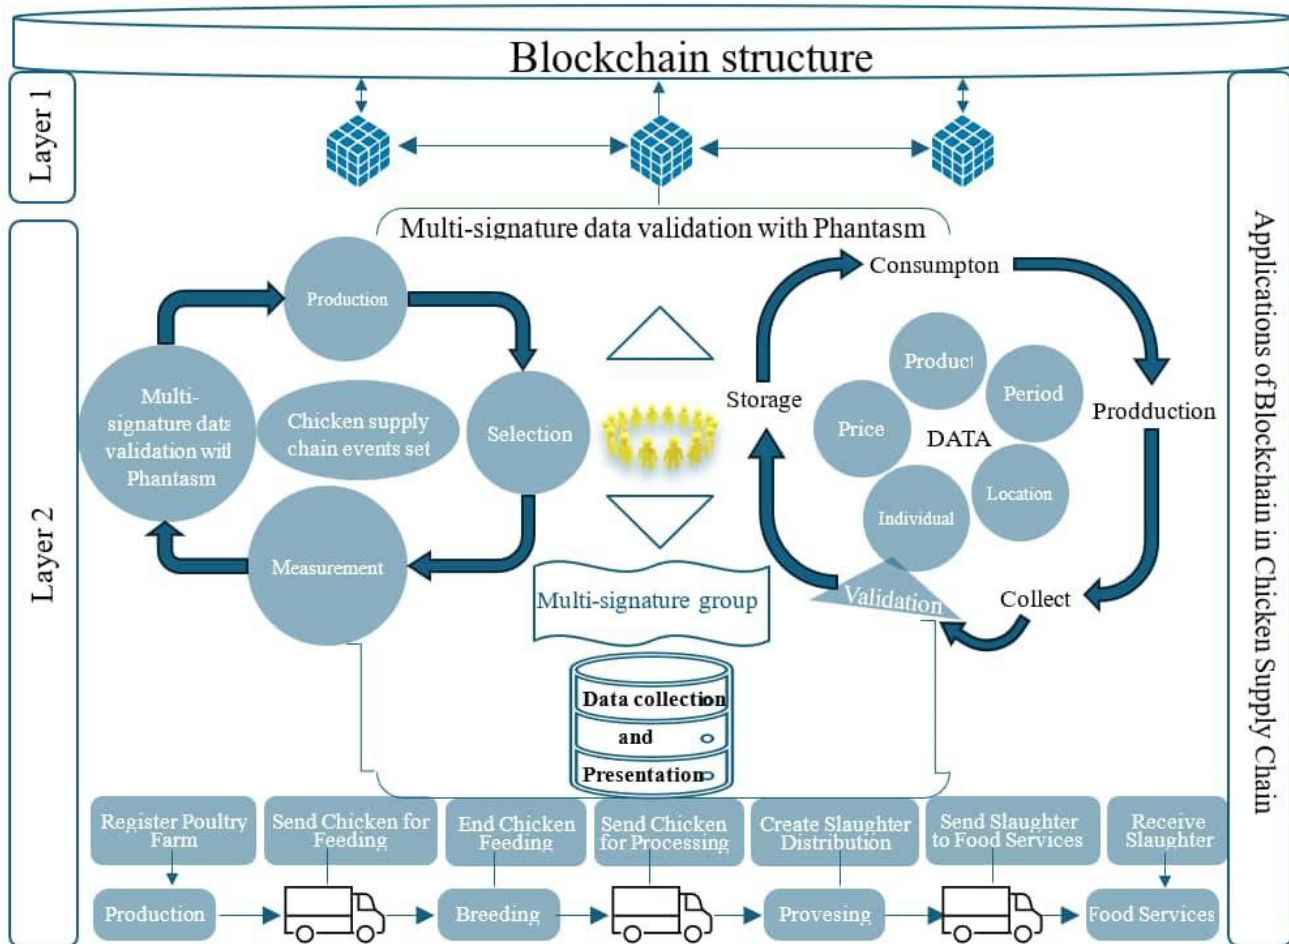 Blockchain structure
Layer 1
Multi-signature data validation with Phantasm
Layer 2
Production
Multi-
signature data
validation with
Phantasm
Chicken supply
chain events set
Selection
Measurement
Multi-signature group
Data collection
and
Presentation
Consumpton
Storage
Prodduction
Product
Period
Price
DATA
Individual
Location
Validation
Collect
Applications of Blockchain in Chicken Supply Chain
Register Poultry
Farm
Send Chicken for
Feeding
End Chicken
Feeding
Send Chicken
for Processing
Create Slaughter
Distribution
Send Slaughter
to Food Services
Receive
Slaughter
Production
Breeding
Provesing
Food Services